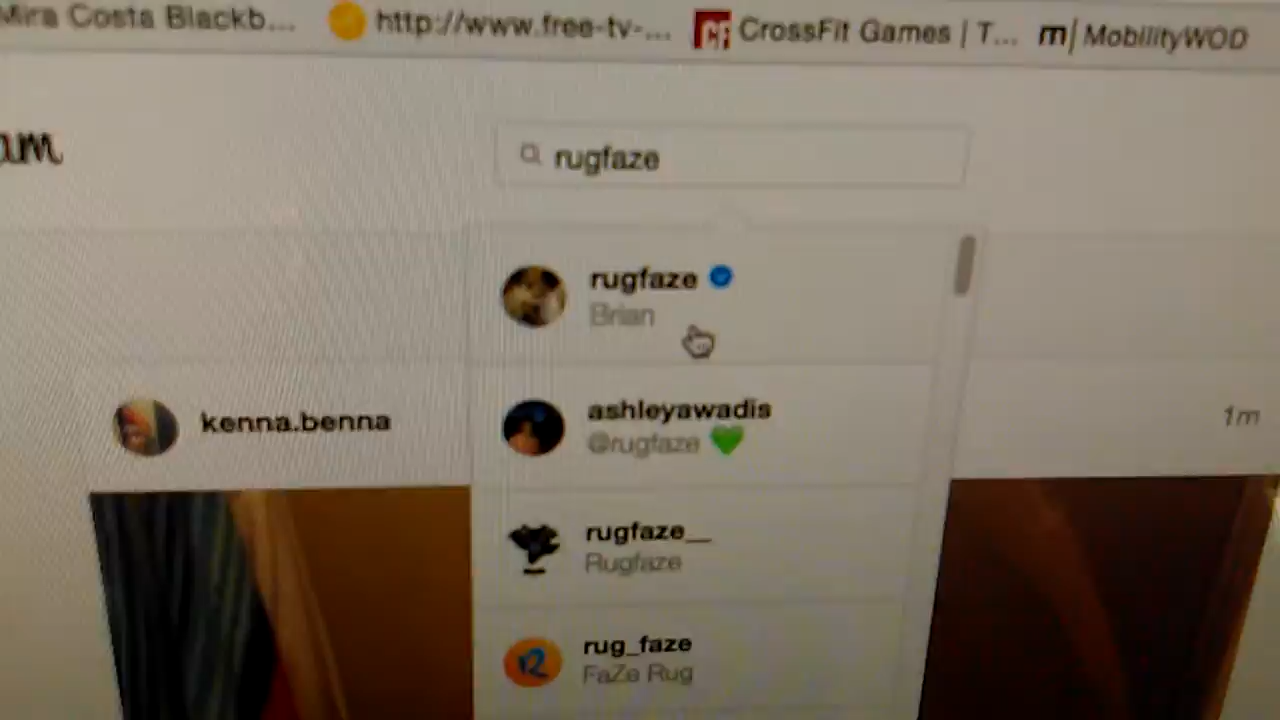 Mira Costa Blackb... http://www.free-tv-... CrossFit Games | T... m| MobilityWOD
am
rugfaze
rugfaze
Brian
kenna.benna
ashleyawadis
1m
@rugfaze 💚
rugfaze__
Rugfaze
rug_faze
FaZe Rug